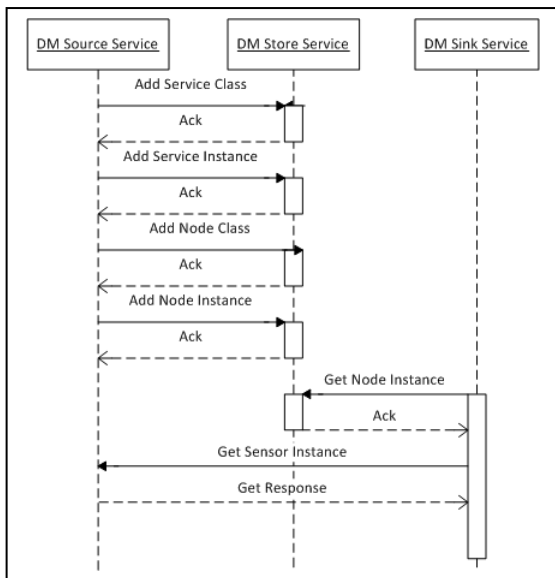 DM Source Service
DM Store Service
DM Sink Service
Add Service Class
Ack
Add Service Instance
Ack
Add Node Class
Ack
Add Node Instance
Ack
Get Node Instance
Ack
Get Sensor Instance
Get Response